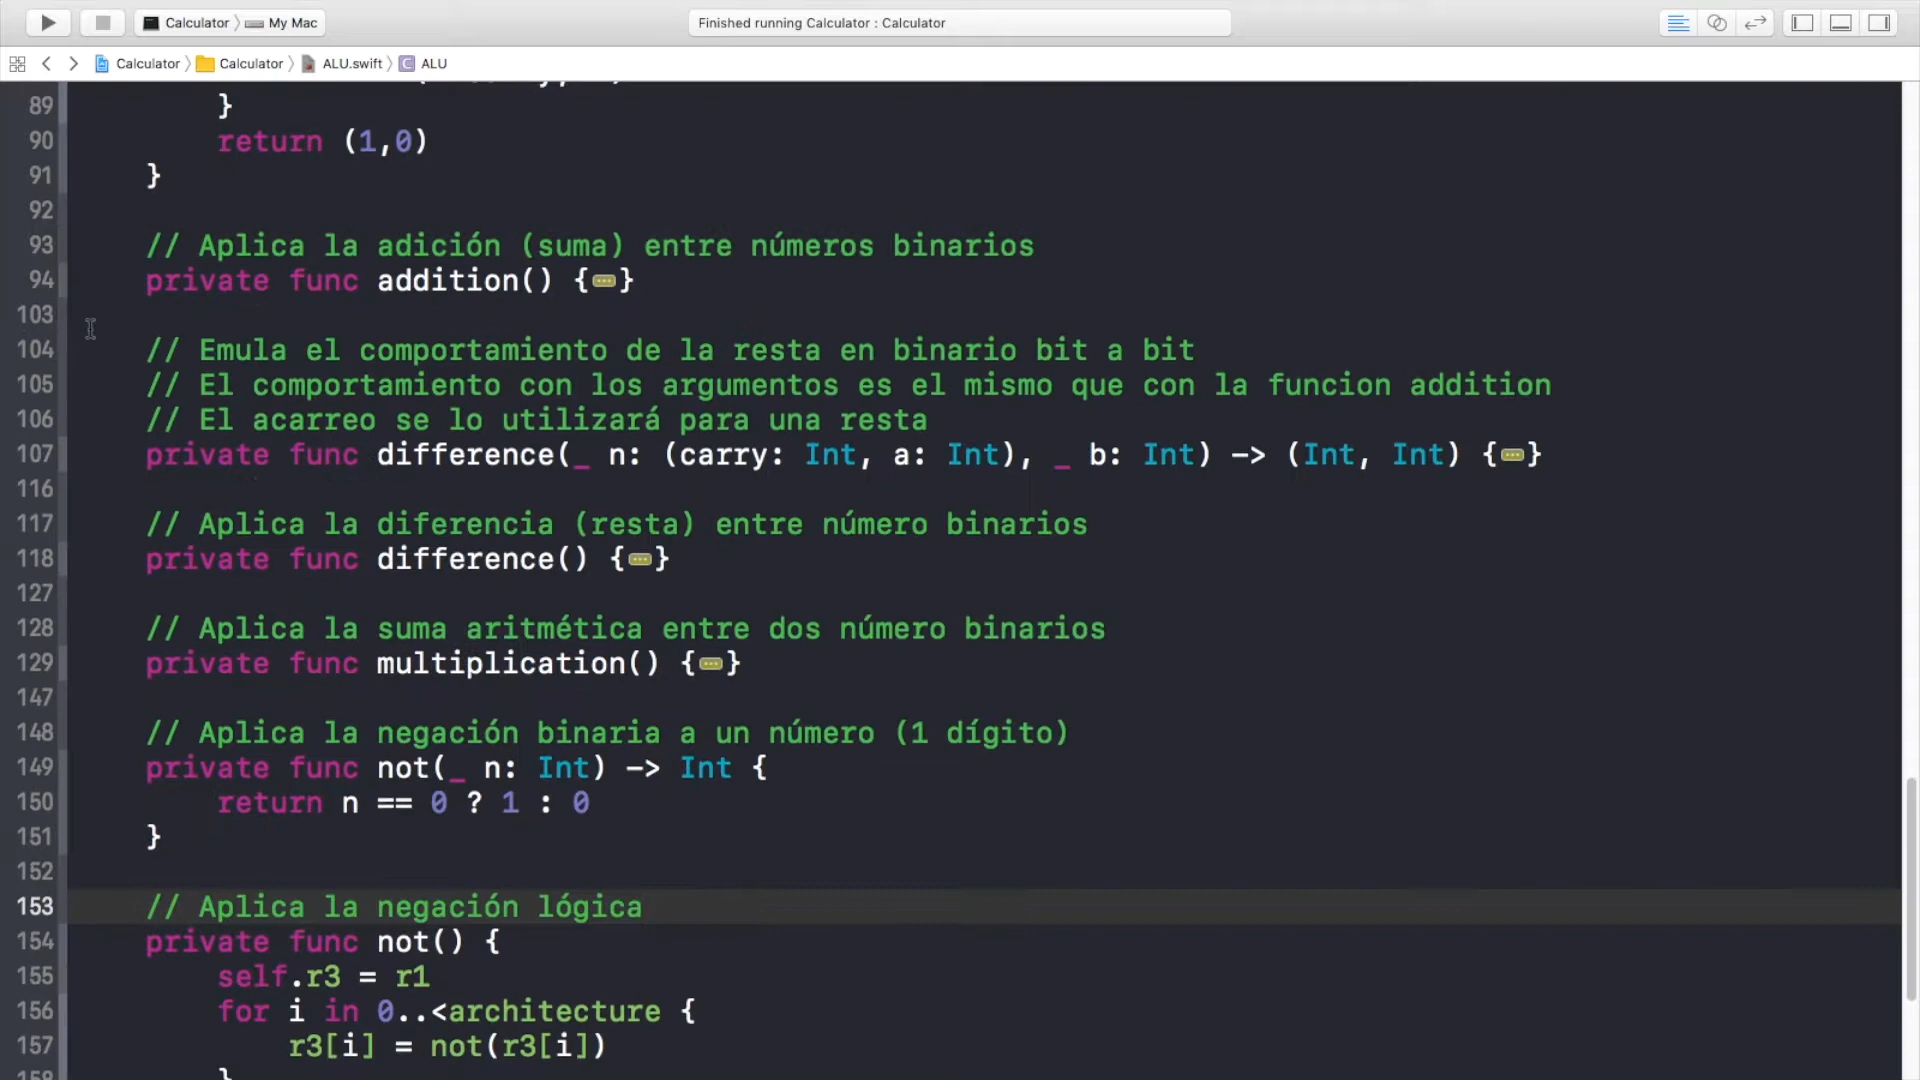 Calculator My Mac
Finished running Calculator : Calculator
Calculator Calculator ALU.swift C ALU
89 }
90 return (1,0)
91 }
92
93 // Aplica la adición (suma) entre números binarios
94 private func addition() {•••}
103
104 // Emula el comportamiento de la resta en binario bit a bit
105 // El comportamiento con los argumentos es el mismo que con la funcion addition
106 // El acarreo se lo utilizará para una resta
107 private func difference(_ n: (carry: Int, a: Int), _ b: Int) -> (Int, Int) {•••}
116
117 // Aplica la diferencia (resta) entre número binarios
118 private func difference() {•••}
127
128 // Aplica la suma aritmética entre dos número binarios
129 private func multiplication() {•••}
147
148 // Aplica la negación binaria a un número (1 dígito)
149 private func not(_ n: Int) -> Int {
150 return n == 0 ? 1 : 0
151 }
152
153 // Aplica la negación lógica
154 private func not() {
155 self.r3 = r1
156 for i in 0..<architecture {
157 r3[i] = not(r3[i])
158 }